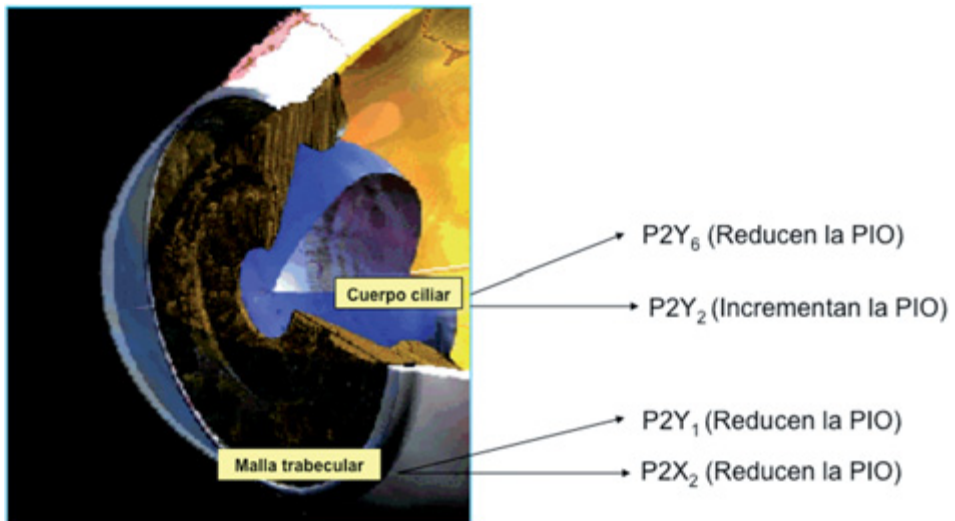 P2Y₆ (Reducen la PIO)
Cuerpo ciliar
P2Y₂ (Incrementan la PIO)
P2Y₁ (Reducen la PIO)
Malla trabecular
P2X₂ (Reducen la PIO)